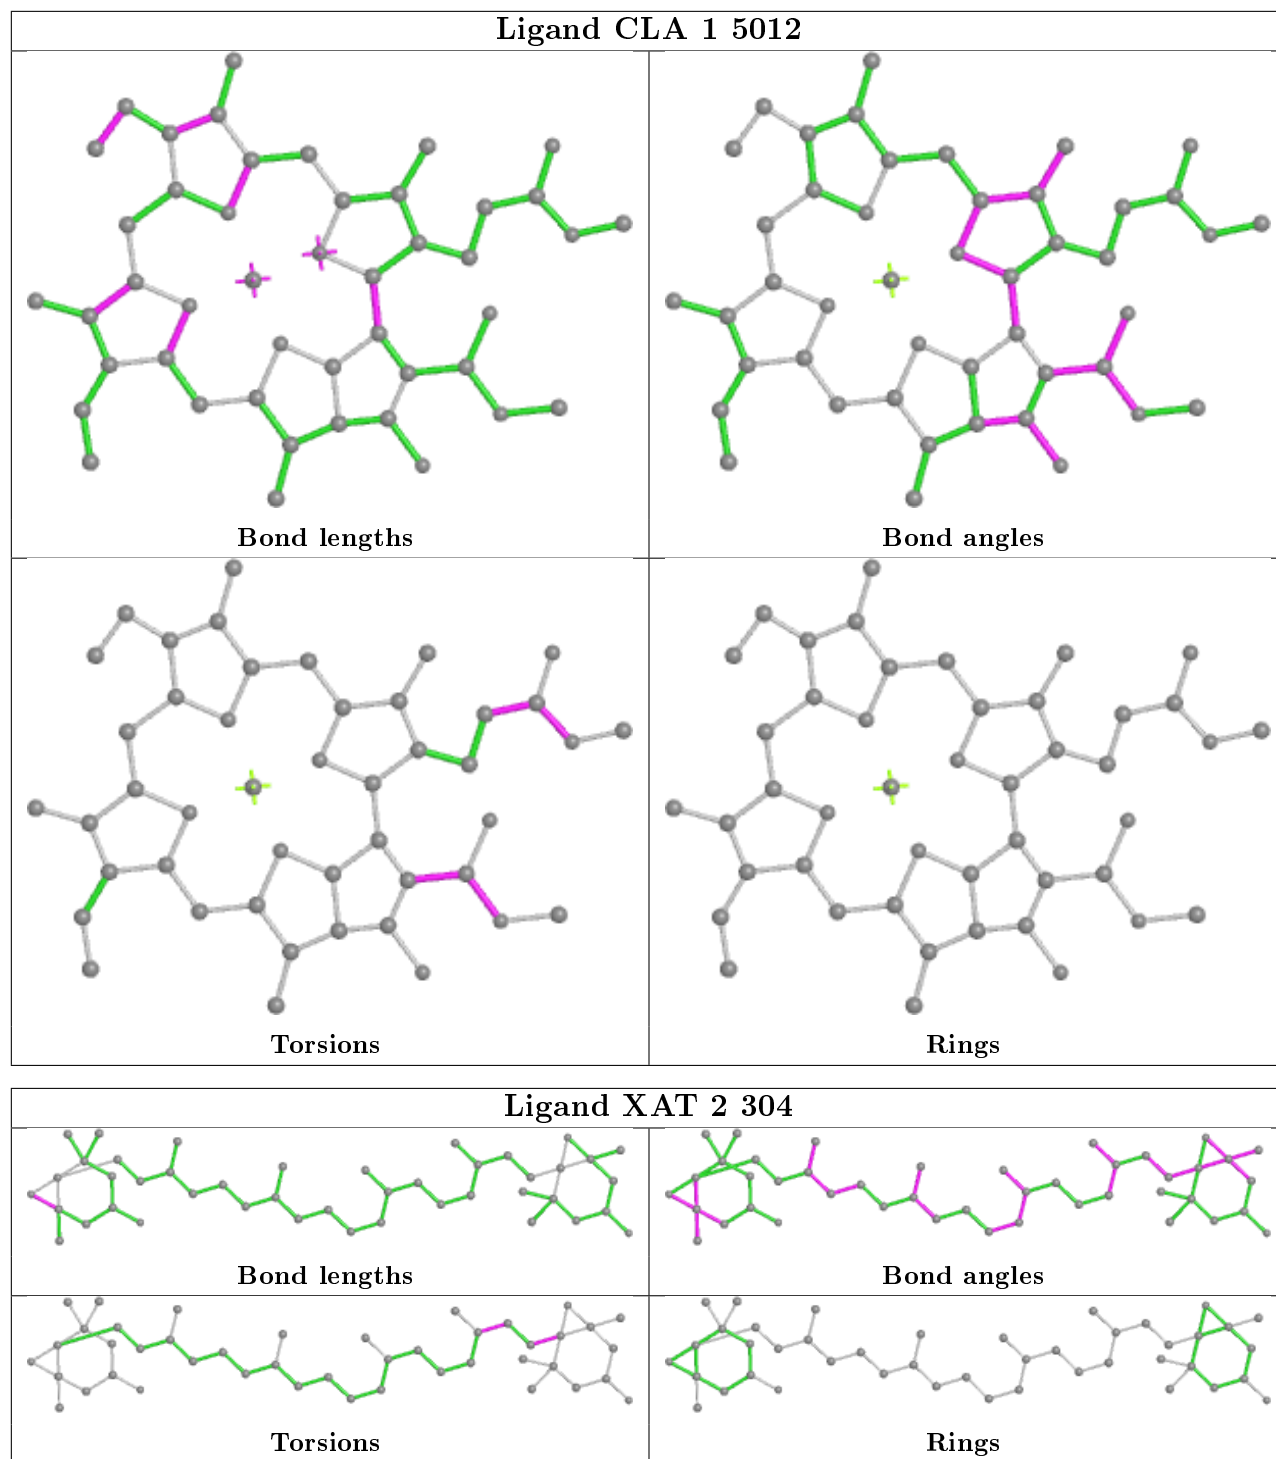 Ligand CLA 1 5012
Bond lengths
Bond angles
Torsions
Rings
Ligand XAT 2 304
Bond lengths
Bond angles
Torsions
Rings